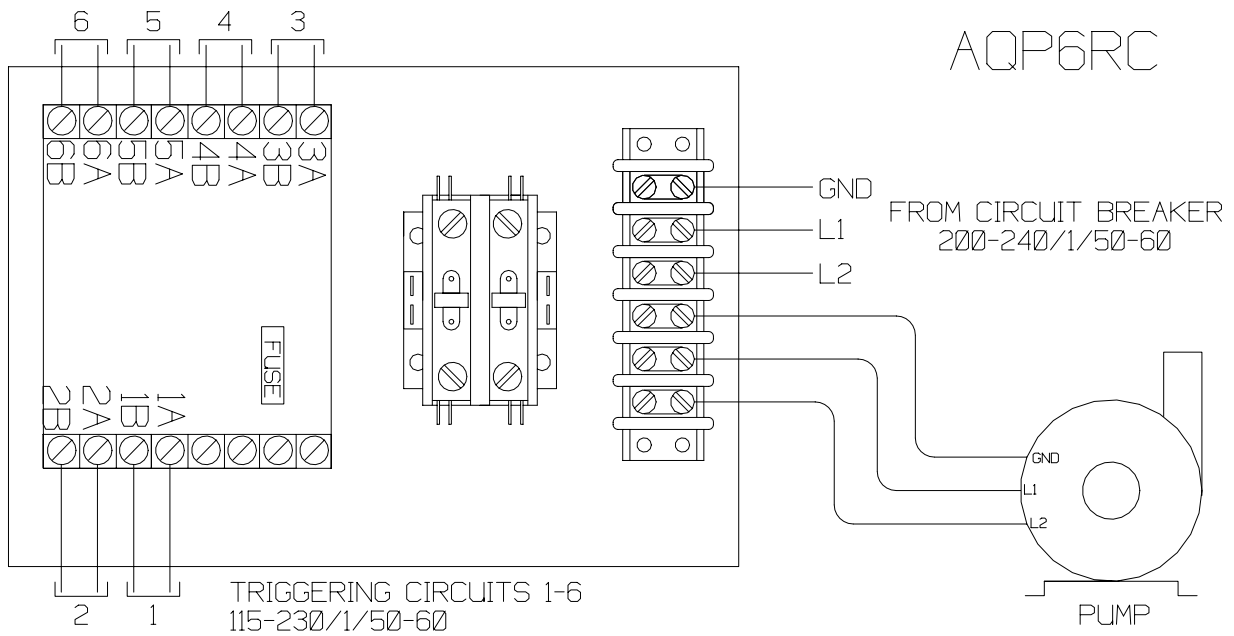 6 5 4 3
AQP6RC
6B 6A 5B 5A 4B 4A 3B 3A
GND
L1
L2
FROM CIRCUIT BREAKER
200-240/1/50-60
FUSE
2B 2A 1B 1A
GND
L1
L2
2 1
TRIGGERING CIRCUITS 1-6
115-230/1/50-60
PUMP